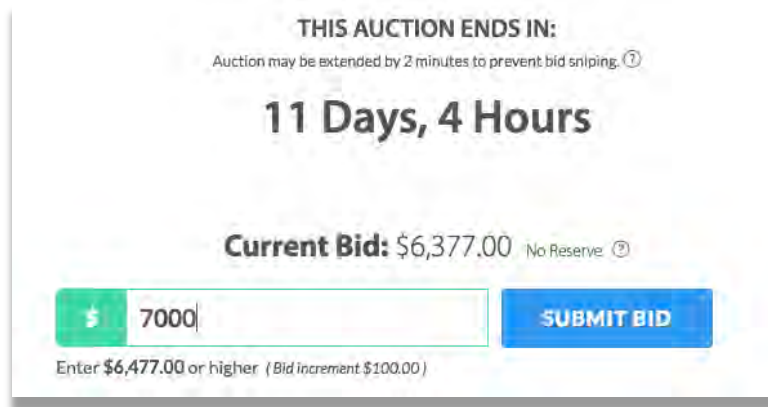 THIS AUCTION ENDS IN:
Auction may be extended by 2 minutes to prevent bid sniping. ?
11 Days, 4 Hours
Current Bid: $6,377.00 No Reserve ?
$ 7000 SUBMIT BID
Enter $6,477.00 or higher (Bid increment $100.00)